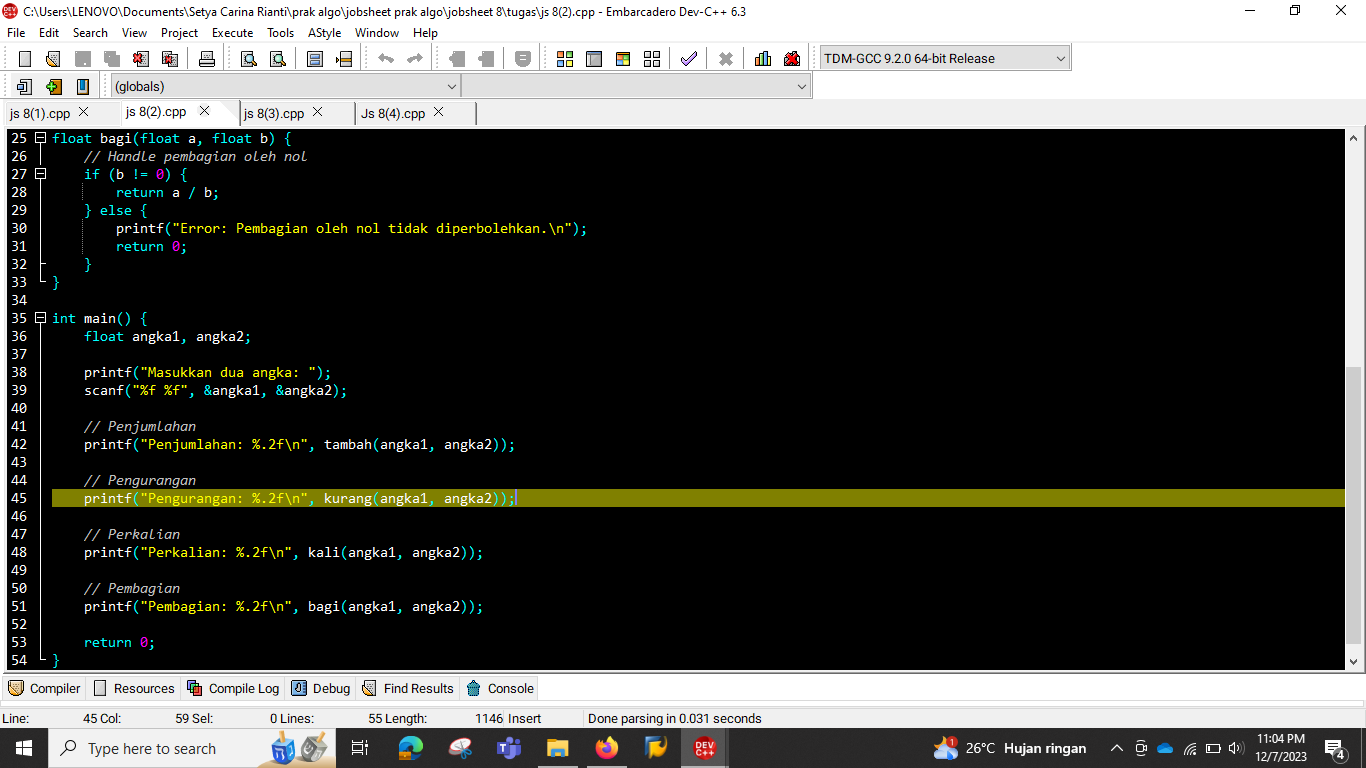 C:\Users\LENOVO\Documents\Setya Carina Rianti\prak algo\jobsheet prak algo\jobsheet 8\tugas\js 8(2).cpp - Embarcadero Dev-C++ 6.3
File Edit Search View Project Execute Tools AStyle Window Help
TDM-GCC 9.2.0 64-bit Release
(globals)
js 8(1).cpp js 8(2).cpp js 8(3).cpp Js 8(4).cpp
25 float bagi(float a, float b) {
26     // Handle pembagian oleh nol
27     if (b != 0) {
28         return a / b;
29     } else {
30         printf("Error: Pembagian oleh nol tidak diperbolehkan.\n");
31         return 0;
32     }
33 }
34
35 int main() {
36     float angka1, angka2;
37
38     printf("Masukkan dua angka: ");
39     scanf("%f %f", &angka1, &angka2);
40
41     // Penjumlahan
42     printf("Penjumlahan: %.2f\n", tambah(angka1, angka2));
43
44     // Pengurangan
45     printf("Pengurangan: %.2f\n", kurang(angka1, angka2));
46
47     // Perkalian
48     printf("Perkalian: %.2f\n", kali(angka1, angka2));
49
50     // Pembagian
51     printf("Pembagian: %.2f\n", bagi(angka1, angka2));
52
53     return 0;
54 }
Compiler Resources Compile Log Debug Find Results Console
Line: 45 Col: 59 Sel: 0 Lines: 55 Length: 1146 Insert Done parsing in 0.031 seconds
Type here to search DEV C++ 1 26°C Hujan ringan 11:04 PM
12/7/2023 4